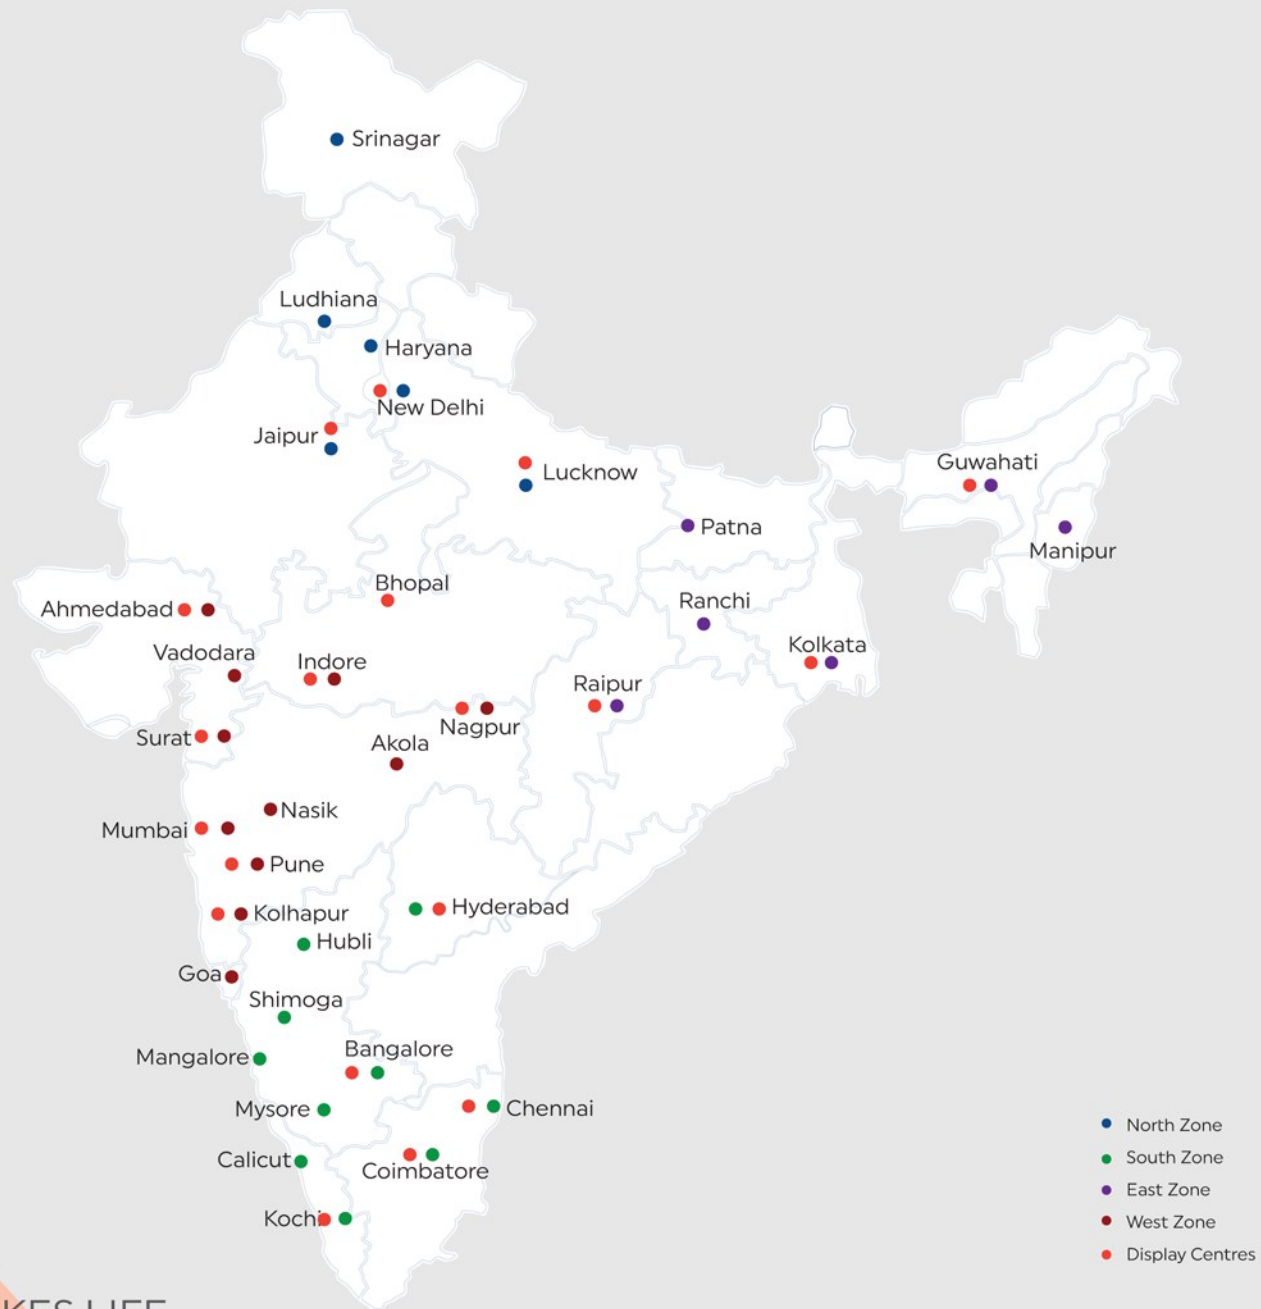 Srinagar
Ludhiana
Haryana
New Delhi
Jaipur
Lucknow
Guwahati
Patna
Manipur
Bhopal
Ahmedabad
Ranchi
Vadodara
Kolkata
Indore
Raipur
Nagpur
Surat
Akola
Nasik
Mumbai
Pune
Hyderabad
Kolhapur
Hubli
Goa
Shimoga
Bangalore
Mangalore
Mysore
Chennai
Calicut
Coimbatore
Kochi
North Zone
South Zone
East Zone
West Zone
Display Centres
KES LIFE